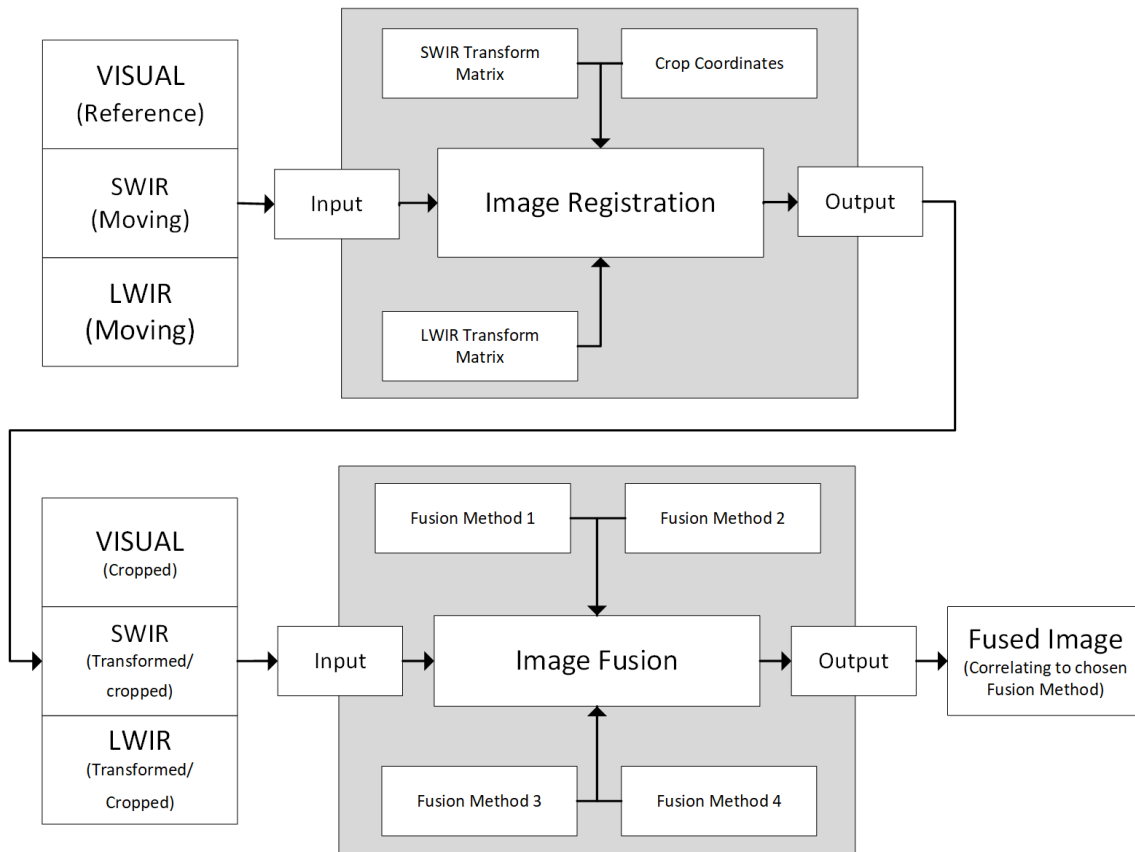 VISUAL
(Reference)
SWIR
(Moving)
LWIR
(Moving)
Input
SWIR Transform
Matrix
Crop Coordinates
Image Registration
LWIR Transform
Matrix
Output
VISUAL
(Cropped)
SWIR
(Transformed/
cropped)
LWIR
(Transformed/
Cropped)
Input
Fusion Method 1
Fusion Method 2
Image Fusion
Fusion Method 3
Fusion Method 4
Output
Fused Image
(Correlating to chosen
Fusion Method)